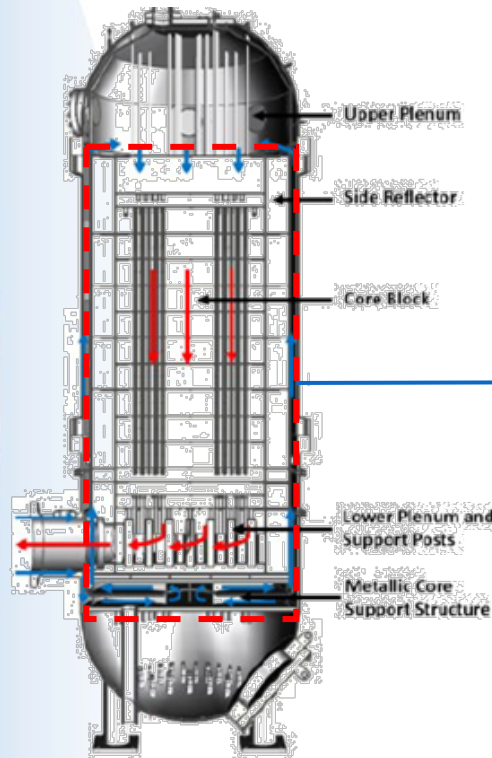 Upper Plenum
Side Reflector
Core Block
Lower Plenum and
Support Posts
Metallic Core
Support Structure